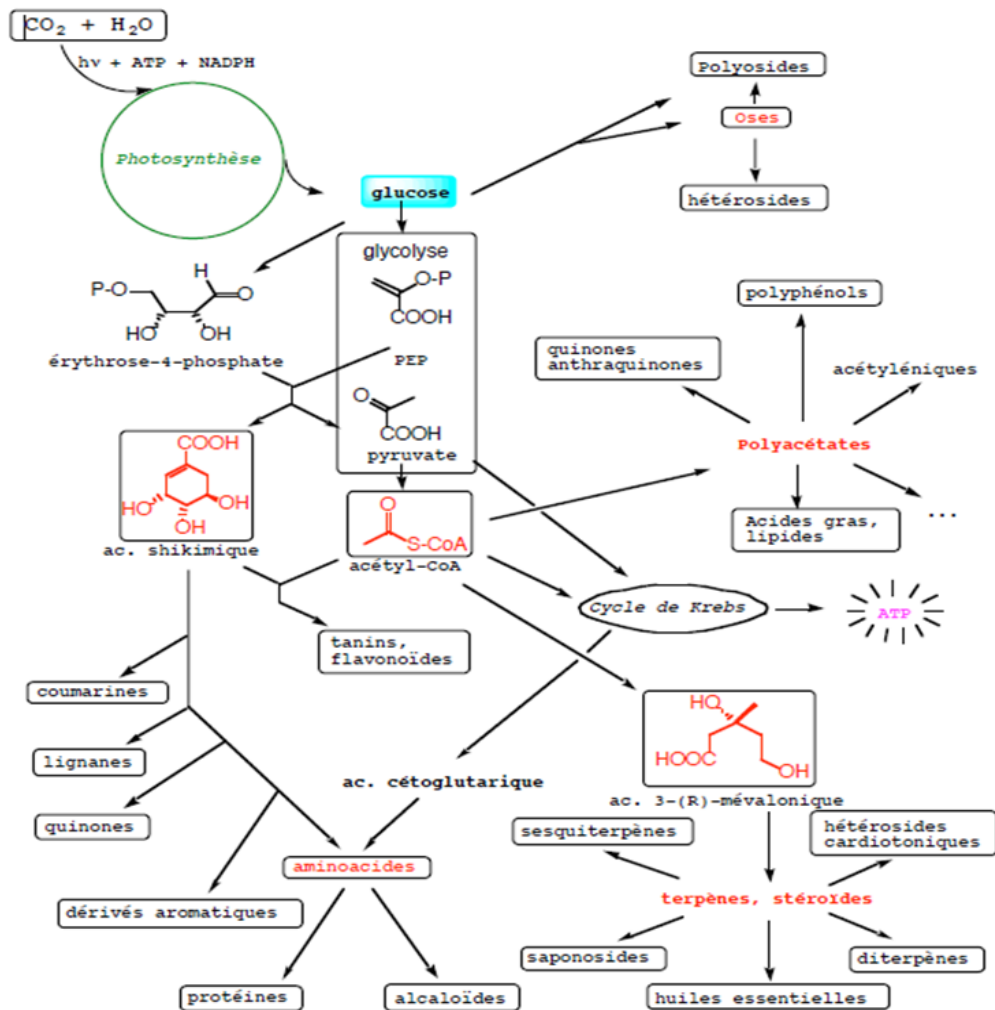 CO2 + H2O
hν + ATP + NADPH
Photosynthèse
Polyosides
Oses
hétérosides
glucose
glycolyse
O-P
COOH
PEP
O
COOH
pyruvate
H
P-O
O
HO
OH
érythrose-4-phosphate
polyphénols
quinones
anthraquinones
acétyléniques
Polyacétates
Acides gras,
lipides
...
COOH
HO
OH
HO
ac. shikimique
O
S-CoA
acétyl-CoA
Cycle de Krebs
ATP
tanins,
flavonoïdes
coumarines
lignanes
quinones
dérivés aromatiques
ac. cétoglutarique
aminoacides
protéines
alcaloïdes
HO
HOOC
OH
ac. 3-(R)-mévalonique
sesquiterpènes
hétérosides
cardiotoniques
terpènes, stéroïdes
saponosides
diterpènes
huiles essentielles